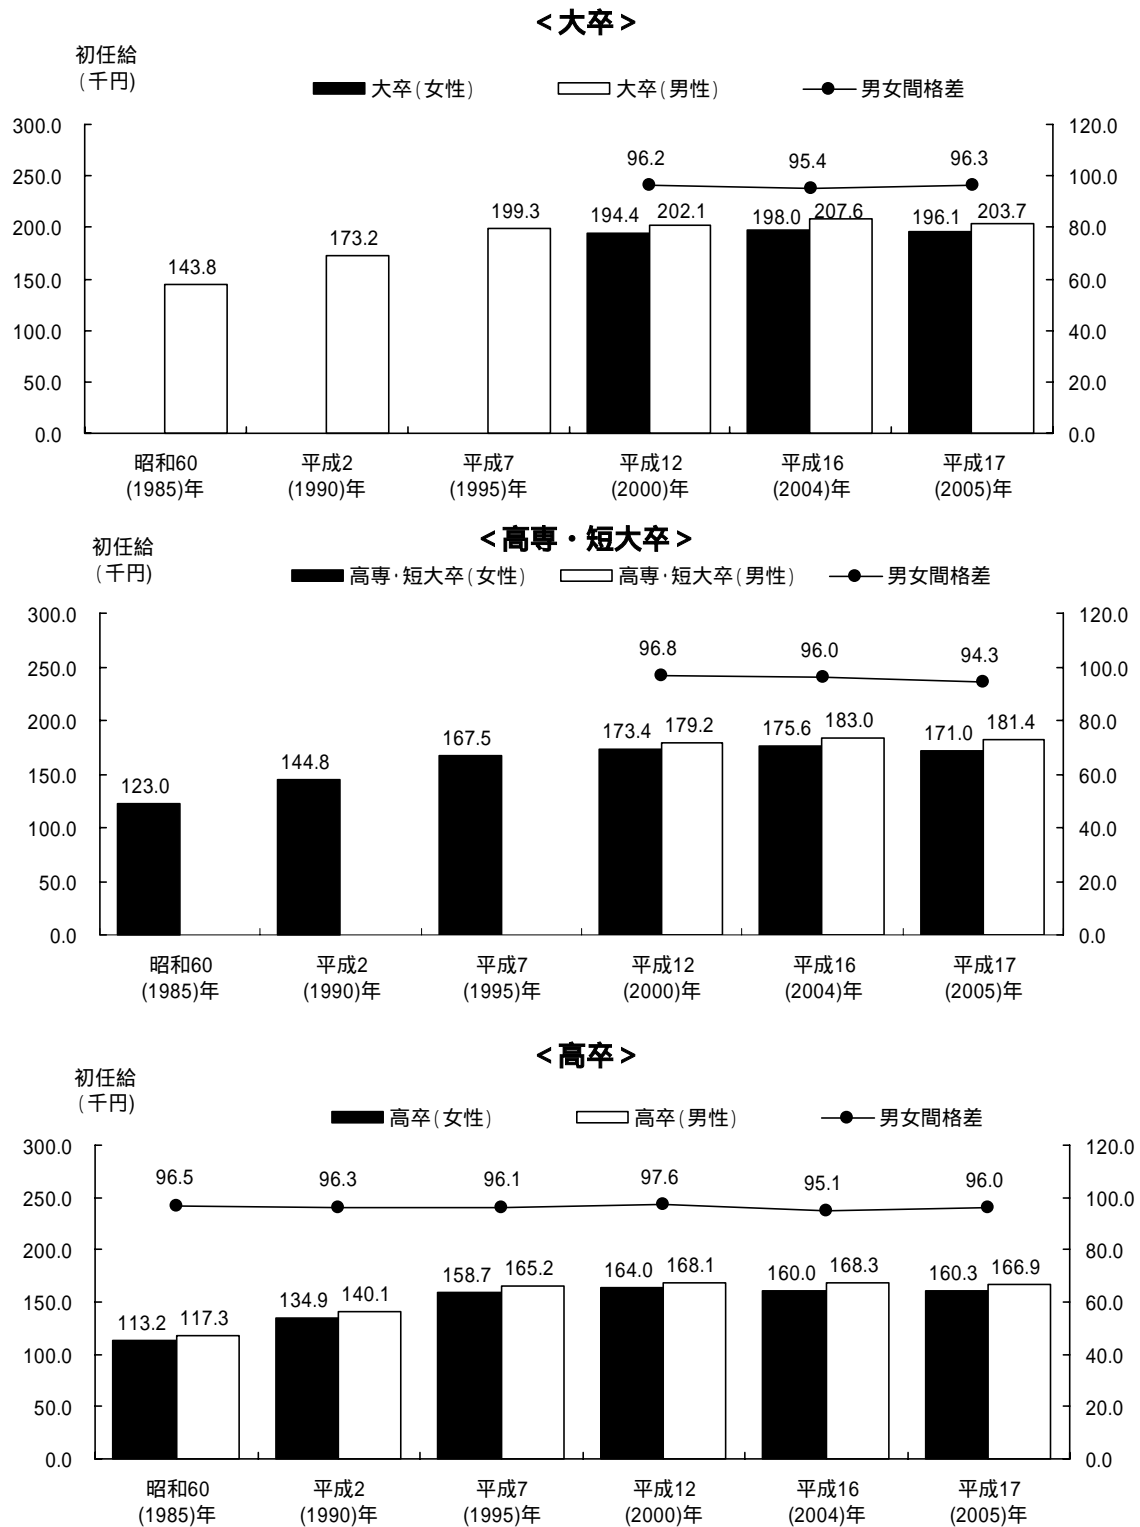 <大卒>
初任給
(千円)
大卒(女性) 大卒(男性) 男女間格差
300.0 120.0
96.2 95.4 96.3
250.0 100.0
194.4 202.1 198.0 207.6 196.1 203.7
199.3
200.0 80.0
173.2
143.8
150.0 60.0
100.0 40.0
50.0 20.0
0.0 0.0
昭和60 平成2 平成7 平成12 平成16 平成17
(1985)年 (1990)年 (1995)年 (2000)年 (2004)年 (2005)年
<高専・短大卒>
初任給
(千円)
高専・短大卒(女性) 高専・短大卒(男性) 男女間格差
300.0 120.0
96.8 96.0 94.3
250.0 100.0
200.0 80.0
173.4 179.2 175.6 183.0 171.0 181.4
167.5
144.8
150.0 60.0
123.0
100.0 40.0
50.0 20.0
0.0 0.0
昭和60 平成2 平成7 平成12 平成16 平成17
(1985)年 (1990)年 (1995)年 (2000)年 (2004)年 (2005)年
<高卒>
初任給
(千円)
高卒(女性) 高卒(男性) 男女間格差
300.0 120.0
96.5 96.3 96.1 97.6 95.1 96.0
250.0 100.0
200.0 80.0
158.7 165.2 164.0 168.1 160.0 168.3 160.3 166.9
134.9 140.1
150.0 60.0
113.2 117.3
100.0 40.0
50.0 20.0
0.0 0.0
昭和60 平成2 平成7 平成12 平成16 平成17
(1985)年 (1990)年 (1995)年 (2000)年 (2004)年 (2005)年